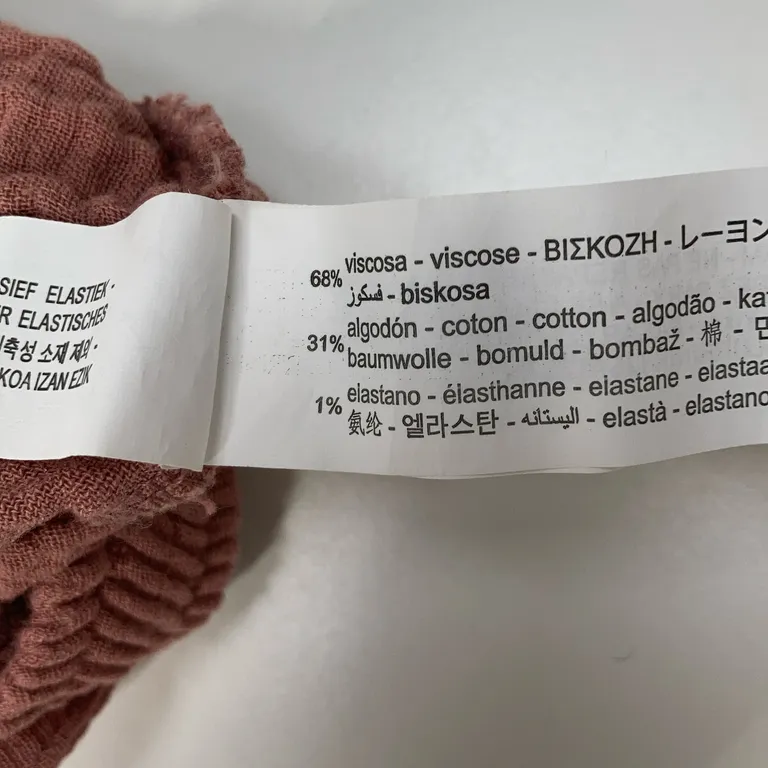 SIEF ELASTIEK -
R ELASTISCHES
축성 소재 제외 -
KOA IZAN EZIK
68% viscosa - viscose - ΒΙΣΚΟΖΗ - レーヨン
فسكوز - biskosa
31% algodón - coton - cotton - algodão - ka
baumwolle - bomuld - bombaž - 棉 - 면
1% elastano - élasthanne - elastane - elasta
氨纶 - 엘라스탄 - اليستانه - elastà - elastano